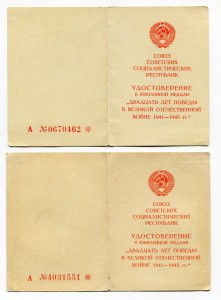 СОЮЗ
СОВЕТСКИХ
СОЦИАЛИСТИЧЕСКИХ
РЕСПУБЛИК
УДОСТОВЕРЕНИЕ
К ЮБИЛЕЙНОЙ МЕДАЛИ
„ДВАДЦАТЬ ЛЕТ ПОБЕДЫ
В ВЕЛИКОЙ ОТЕЧЕСТВЕННОЙ
ВОЙНЕ 1941—1945 гг.“
А №0670462 *
СОЮЗ
СОВЕТСКИХ
СОЦИАЛИСТИЧЕСКИХ
РЕСПУБЛИК
УДОСТОВЕРЕНИЕ
К ЮБИЛЕЙНОЙ МЕДАЛИ
„ДВАДЦАТЬ ЛЕТ ПОБЕДЫ
В ВЕЛИКОЙ ОТЕЧЕСТВЕННОЙ
ВОЙНЕ 1941—1945 гг.“
А №4031551 *